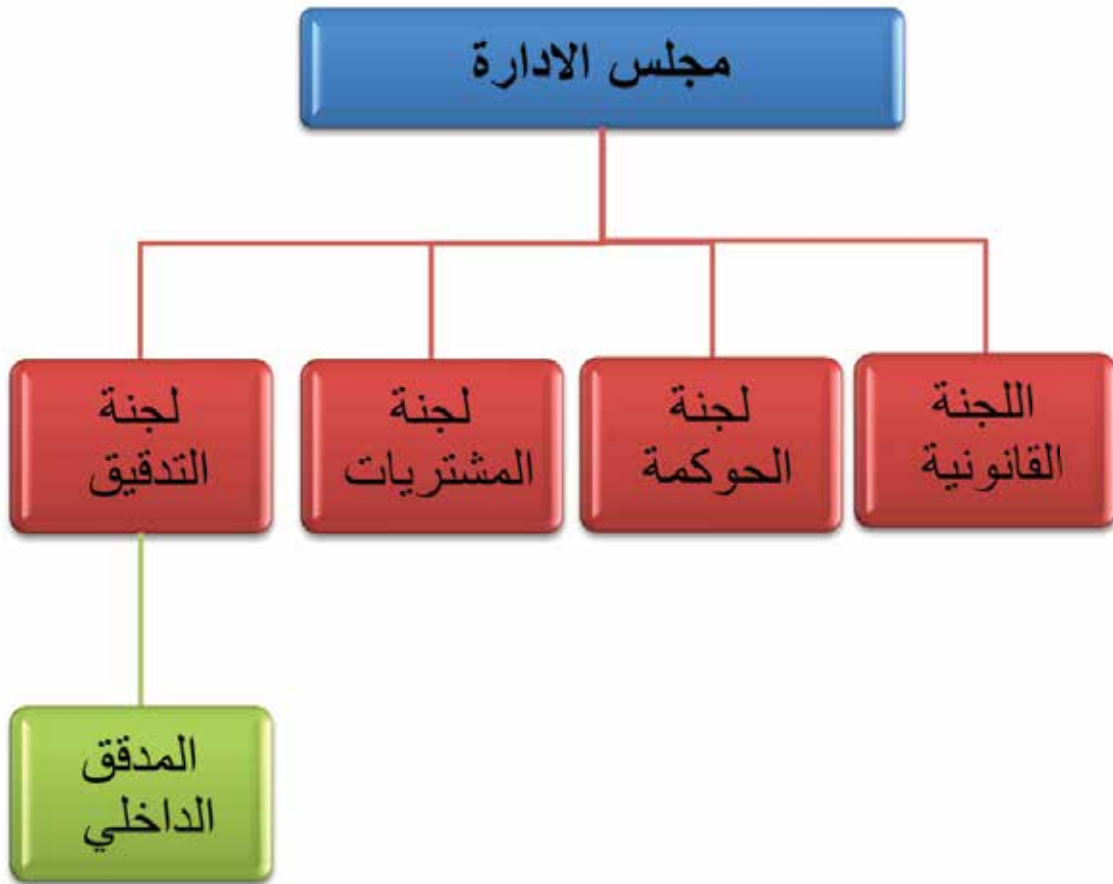 مجلس الادارة
اللجنة
القانونية
لجنة
الحوكمة
لجنة
المشتريات
لجنة
التدقيق
المدقق
الداخلي